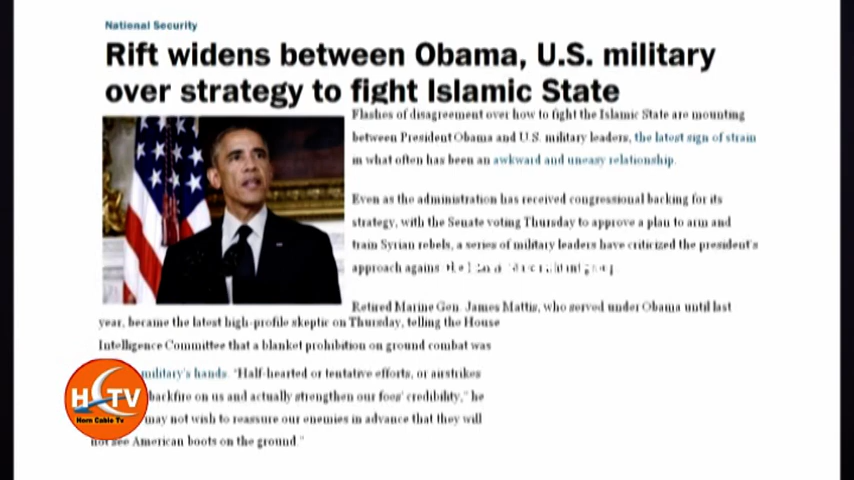 National Security
Rift widens between Obama, U.S. military
over strategy to fight Islamic State
Flashes of disagreement over how to fight the Islamic State are mounting
between President Obama and U.S. military leaders, the latest sign of strain
in what often has been an awkward and uneasy relationship.
Even as the administration has received congressional backing for its
strategy, with the Senate voting Thursday to approve a plan to arm and
train Syrian rebels, a series of military leaders have criticized the president's
approach agains
Retired Marine Gen. James Mattis, who served under Obama until last
year, became the latest high-profile skeptic on Thursday, telling the House
Intelligence Committee that a blanket prohibition on ground combat was
military's hands. "Half-hearted or tentative efforts, or airstrikes
backfire on us and actually strengthen our foes' credibility," he
may not wish to reassure our enemies in advance that they will
not see American boots on the ground."
HCTV
Horn Cable Tv